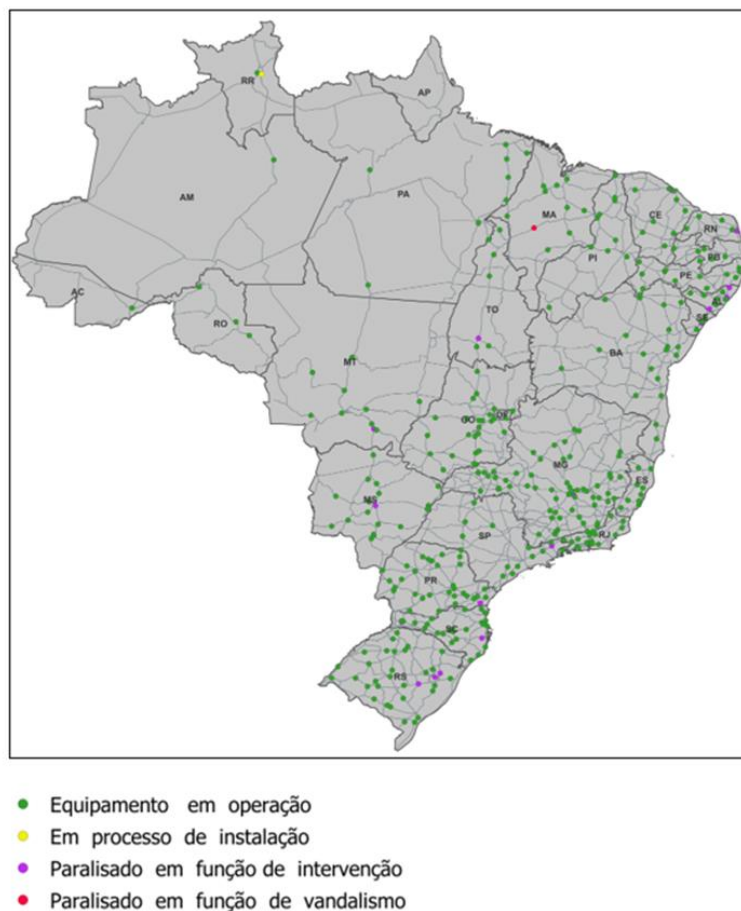 RR
AP
AM
PA
MA
CE
RN
PB
PI
PE
AL
AC
SE
TO
RO
BA
MT
GO
DF
MG
MS
ES
SP
RJ
PR
SC
RS
Equipamento em operação
Em processo de instalação
Paralisado em função de intervenção
Paralisado em função de vandalismo